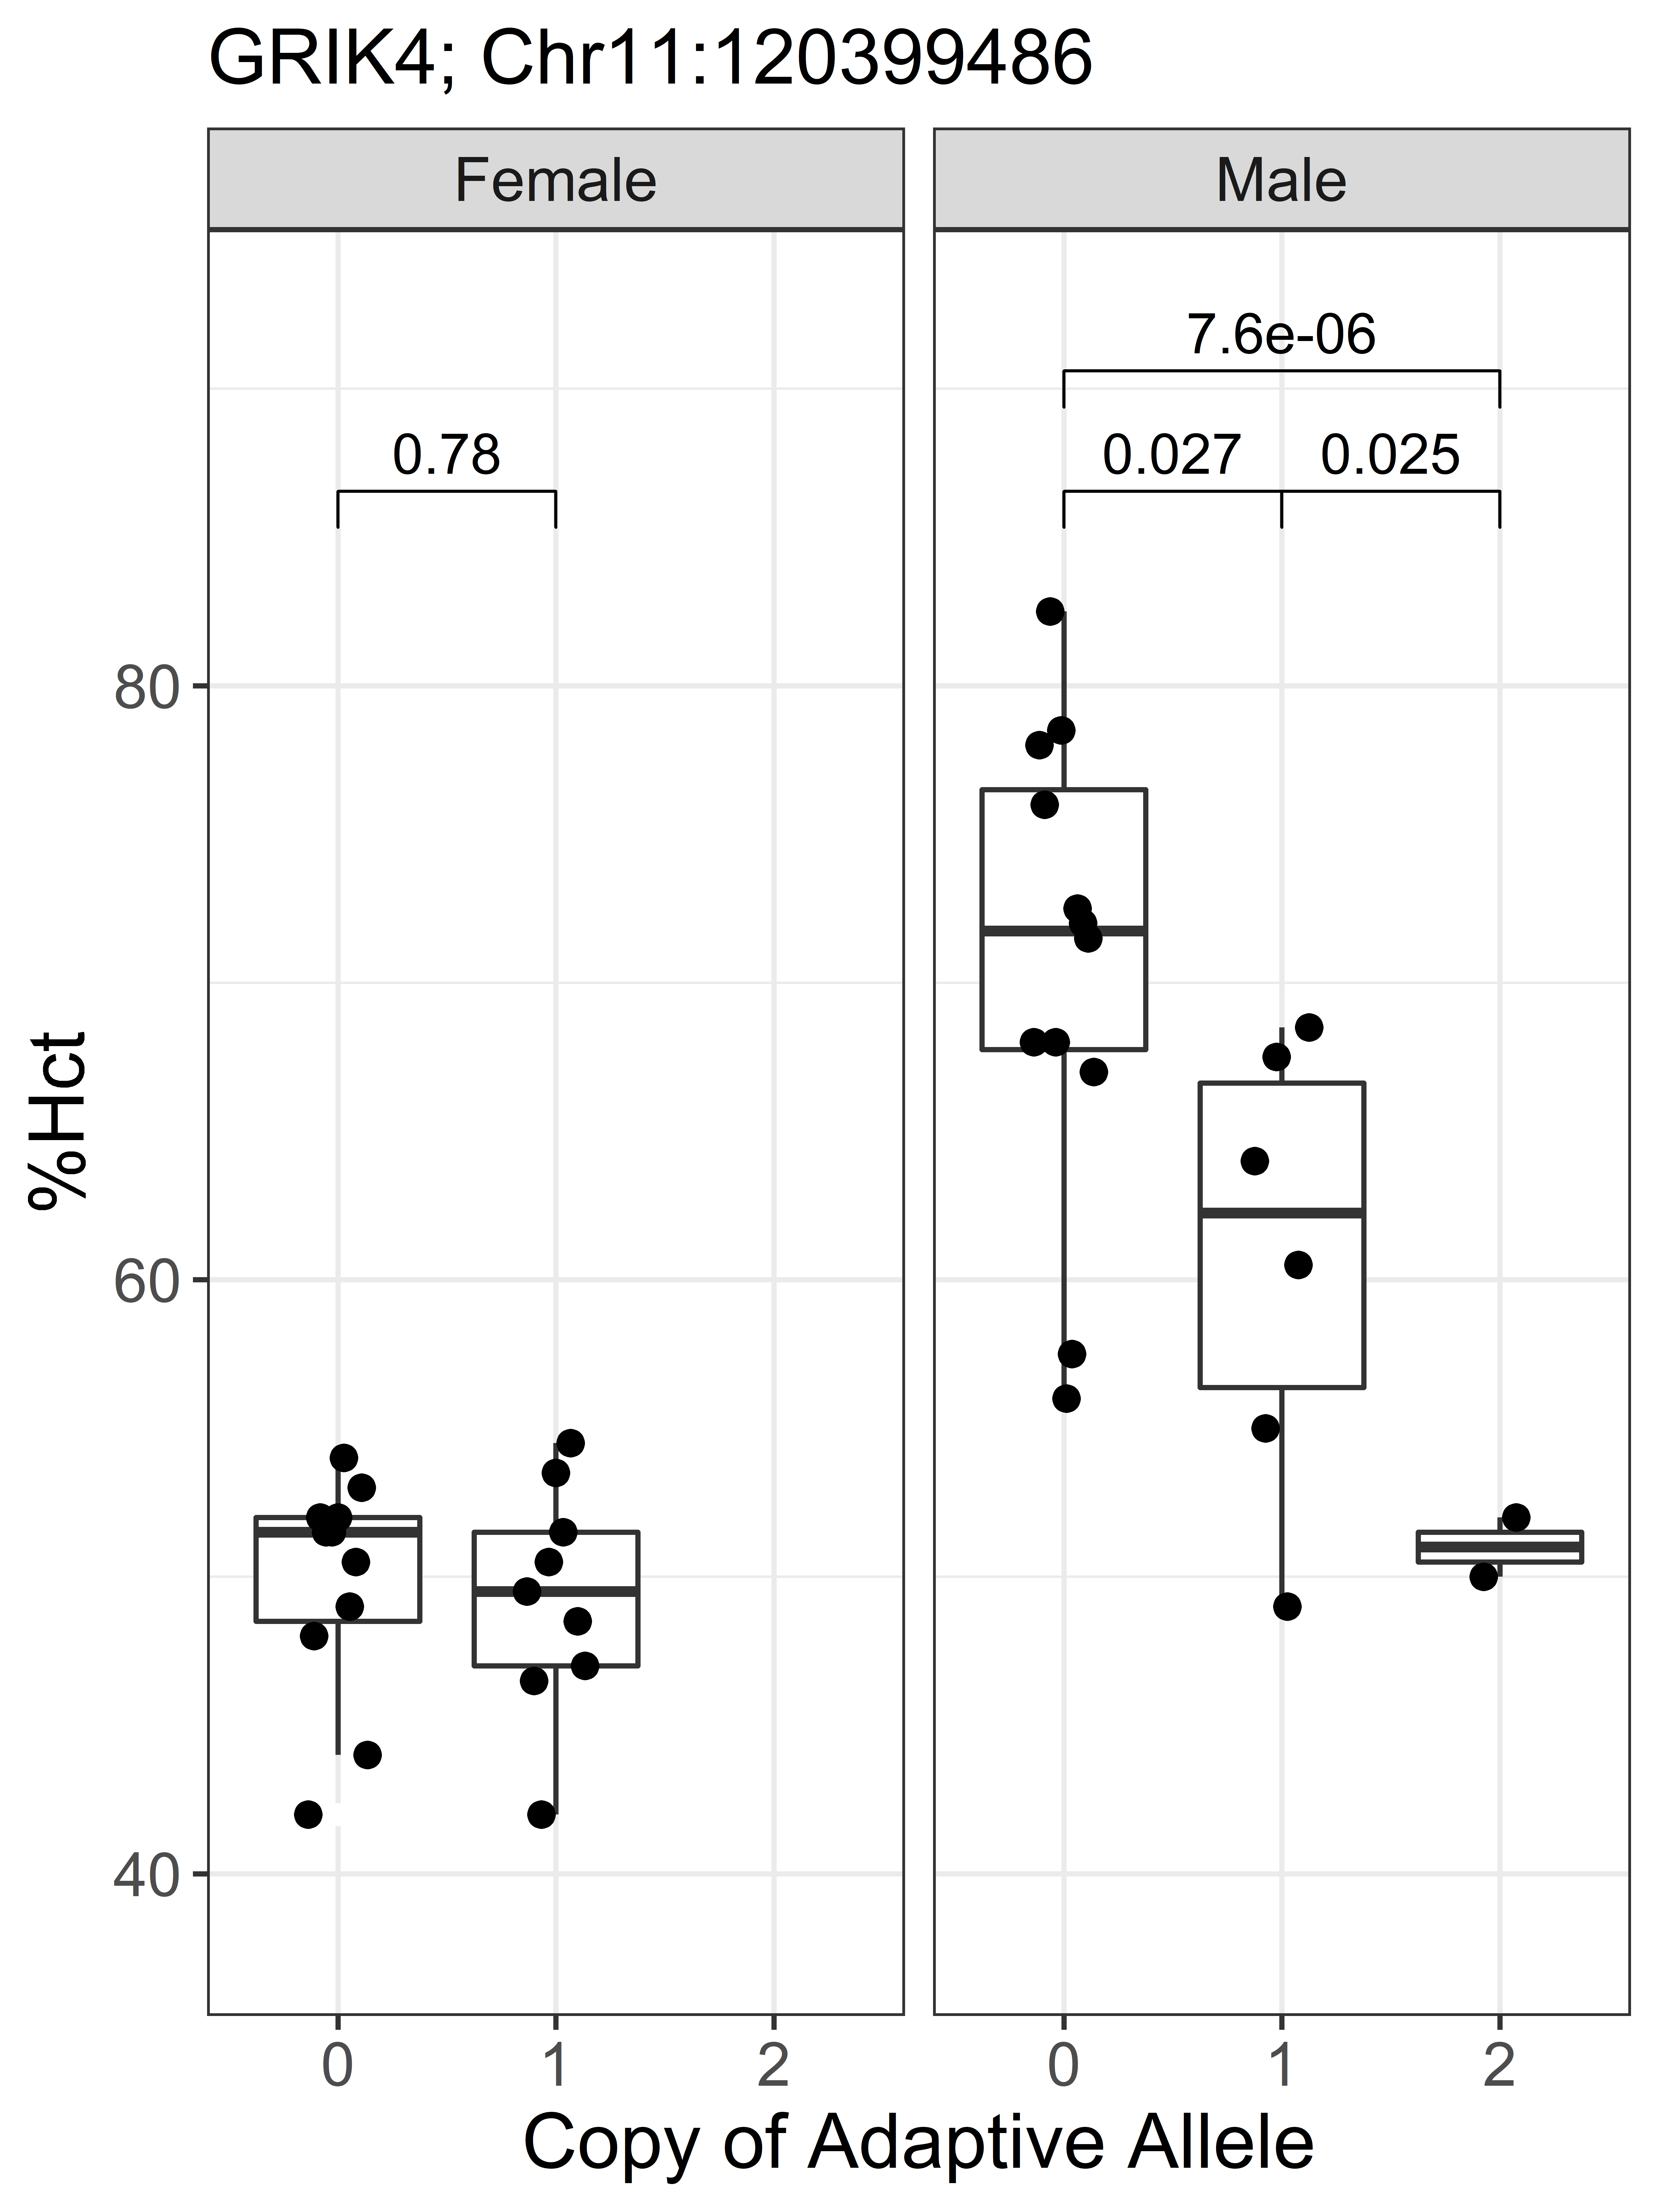 GRIK4; Chr11:120399486
Female
Male
7.6e-06
0.78
0.027
0.025
%Hct
80
60
40
0 1 2
0 1 2
Copy of Adaptive Allele